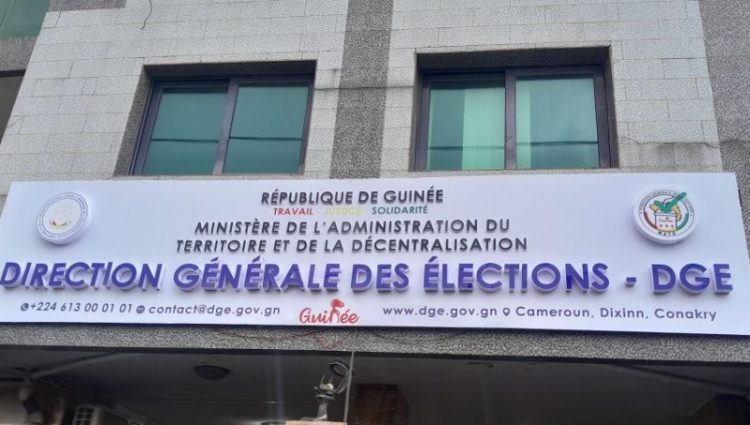 RÉPUBLIQUE DE GUINÉE
TRAVAIL - JUSTICE - SOLIDARITÉ
MINISTÈRE DE L'ADMINISTRATION DU
TERRITOIRE ET DE LA DÉCENTRALISATION
DIRECTION GÉNÉRALE DES ÉLECTIONS - DGE
+224 613 00 01 01 contact@dge.gov.gn Guinée www.dge.gov.gn Cameroun, Dixinn, Conakry